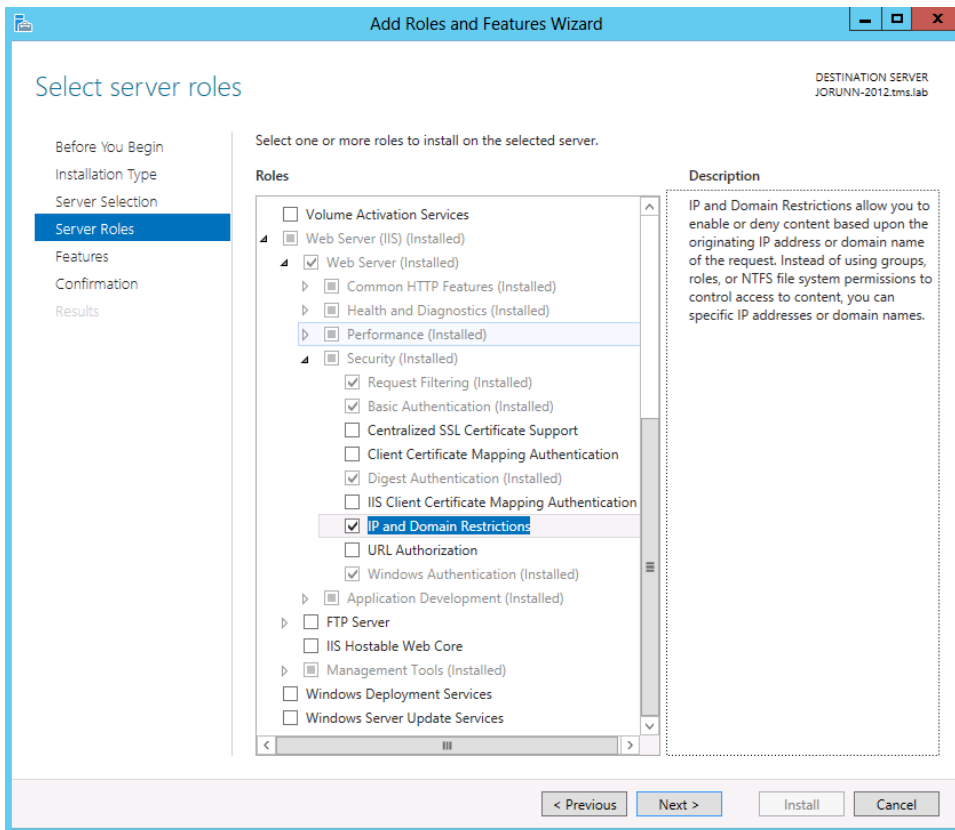 Add Roles and Features Wizard
Select server roles
DESTINATION SERVER
JORUNN-2012.tms.lab
Before You Begin
Installation Type
Server Selection
Server Roles
Features
Confirmation
Results
Select one or more roles to install on the selected server.
Roles
Volume Activation Services
Web Server (IIS) (Installed)
Web Server (Installed)
Common HTTP Features (Installed)
Health and Diagnostics (Installed)
Performance (Installed)
Security (Installed)
Request Filtering (Installed)
Basic Authentication (Installed)
Centralized SSL Certificate Support
Client Certificate Mapping Authentication
Digest Authentication (Installed)
IIS Client Certificate Mapping Authentication
IP and Domain Restrictions
URL Authorization
Windows Authentication (Installed)
Application Development (Installed)
FTP Server
IIS Hostable Web Core
Management Tools (Installed)
Windows Deployment Services
Windows Server Update Services
Description
IP and Domain Restrictions allow you to
enable or deny content based upon the
originating IP address or domain name
of the request. Instead of using groups,
roles, or NTFS file system permissions to
control access to content, you can
specific IP addresses or domain names.
< Previous
Next >
Install
Cancel